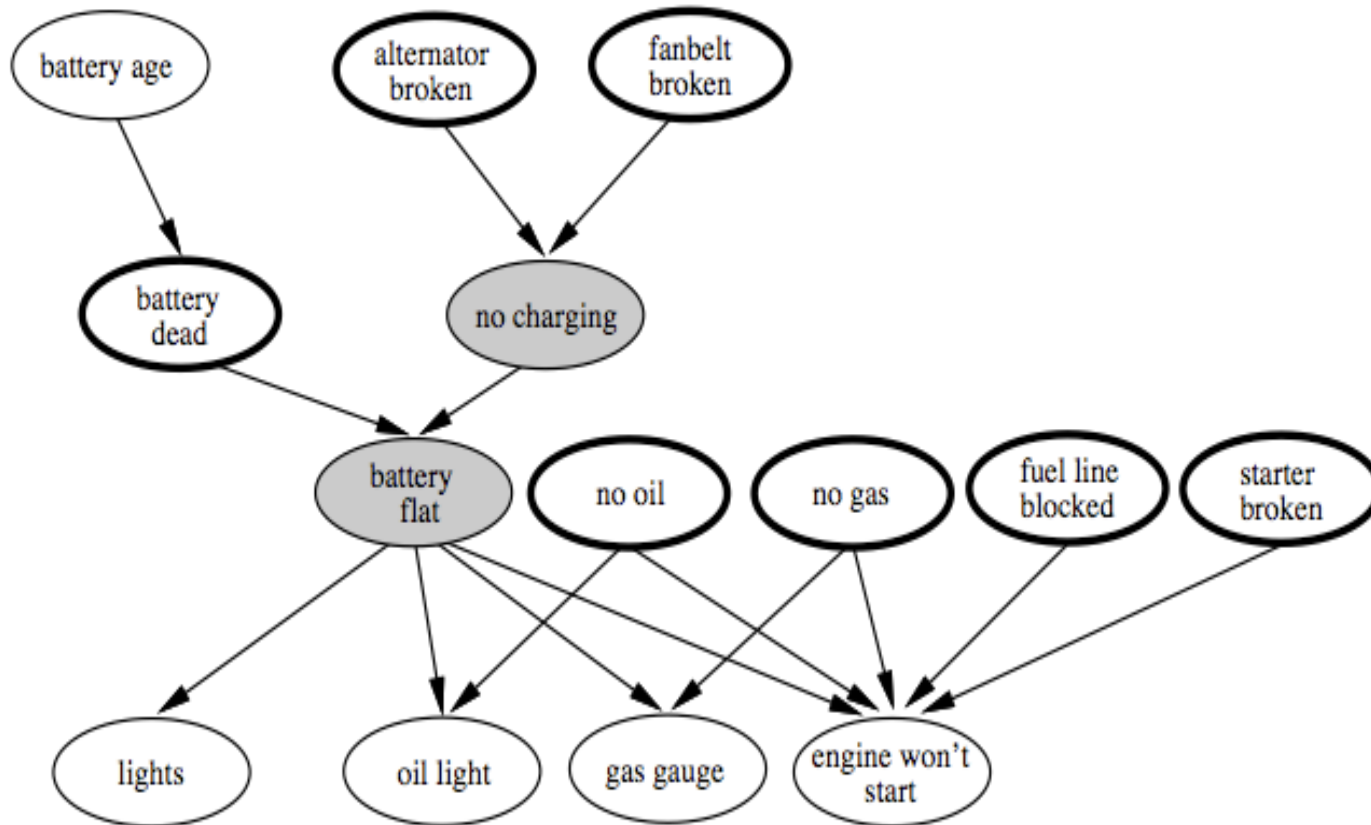 battery age
alternator
broken
fanbelt
broken
battery
dead
no charging
battery
flat
no oil
no gas
fuel line
blocked
starter
broken
lights
oil light
gas gauge
engine won't
start